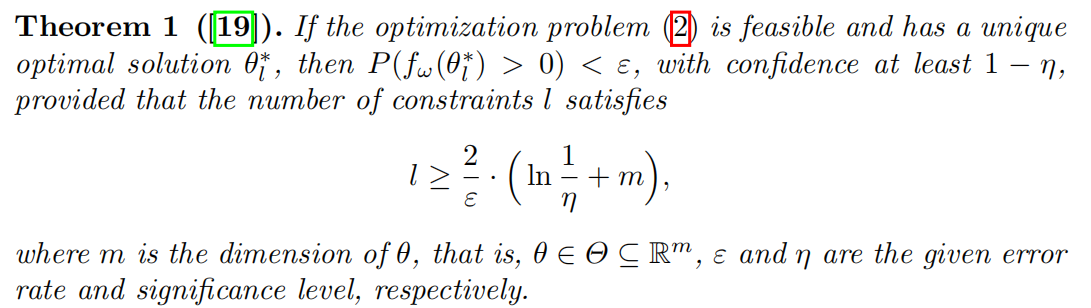 Theorem 1 ([19]). If the optimization problem (2) is feasible and has a unique
optimal solution θ*_l, then P(f_ω(θ*_l) > 0) < ε, with confidence at least 1 − η,
provided that the number of constraints l satisfies
l ≥ 2/ε · (ln 1/η + m),
where m is the dimension of θ, that is, θ ∈ Θ ⊆ ℝ^m, ε and η are the given error
rate and significance level, respectively.